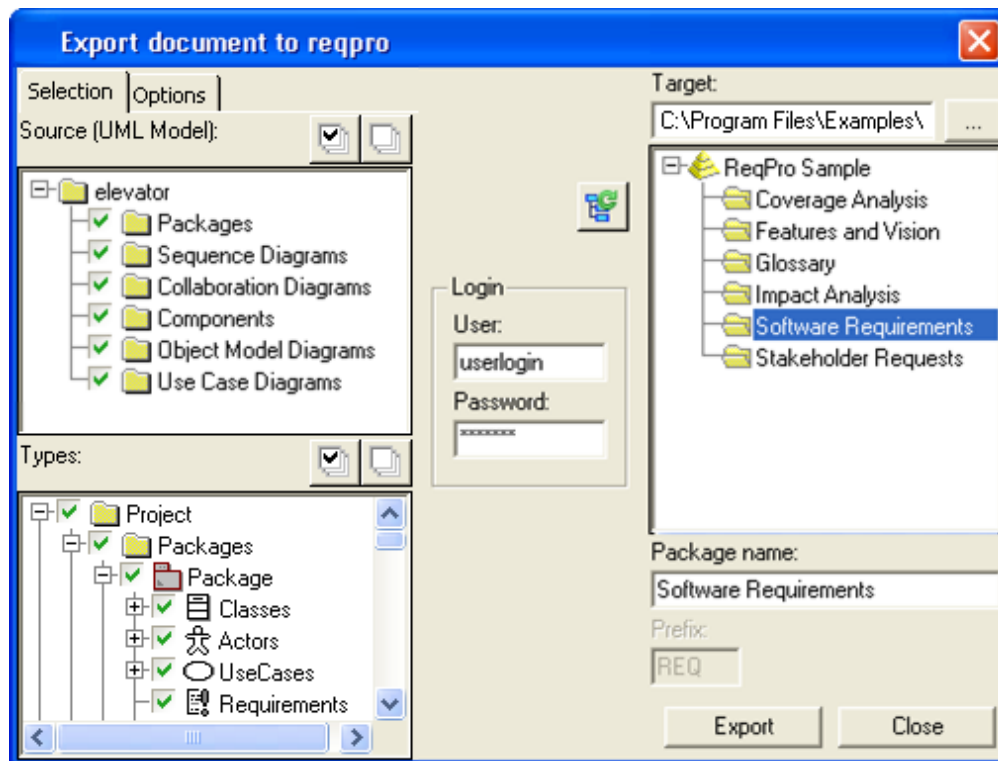 Export document to reqpro
Selection
Options
Source (UML Model):
elevator
Packages
Sequence Diagrams
Collaboration Diagrams
Components
Object Model Diagrams
Use Case Diagrams
Types:
Project
Packages
Package
Classes
Actors
UseCases
Requirements
Login
User:
userlogin
Password:
*******
Target:
C:\Program Files\Examples\
...
ReqPro Sample
Coverage Analysis
Features and Vision
Glossary
Impact Analysis
Software Requirements
Stakeholder Requests
Package name:
Software Requirements
Prefix:
REQ
Export
Close